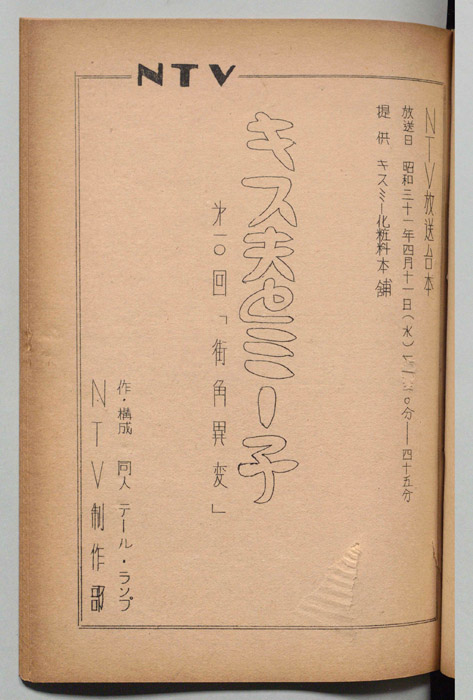 NTV
NTV放送台本
放送日 昭和三十一年四月十一日(水)
分—四十五分
提供 キスミー化粧料本舗
キス夫とミー子
第一〇回「街角異変」
作・構成 同人 テール・ランプ
NTV制作部